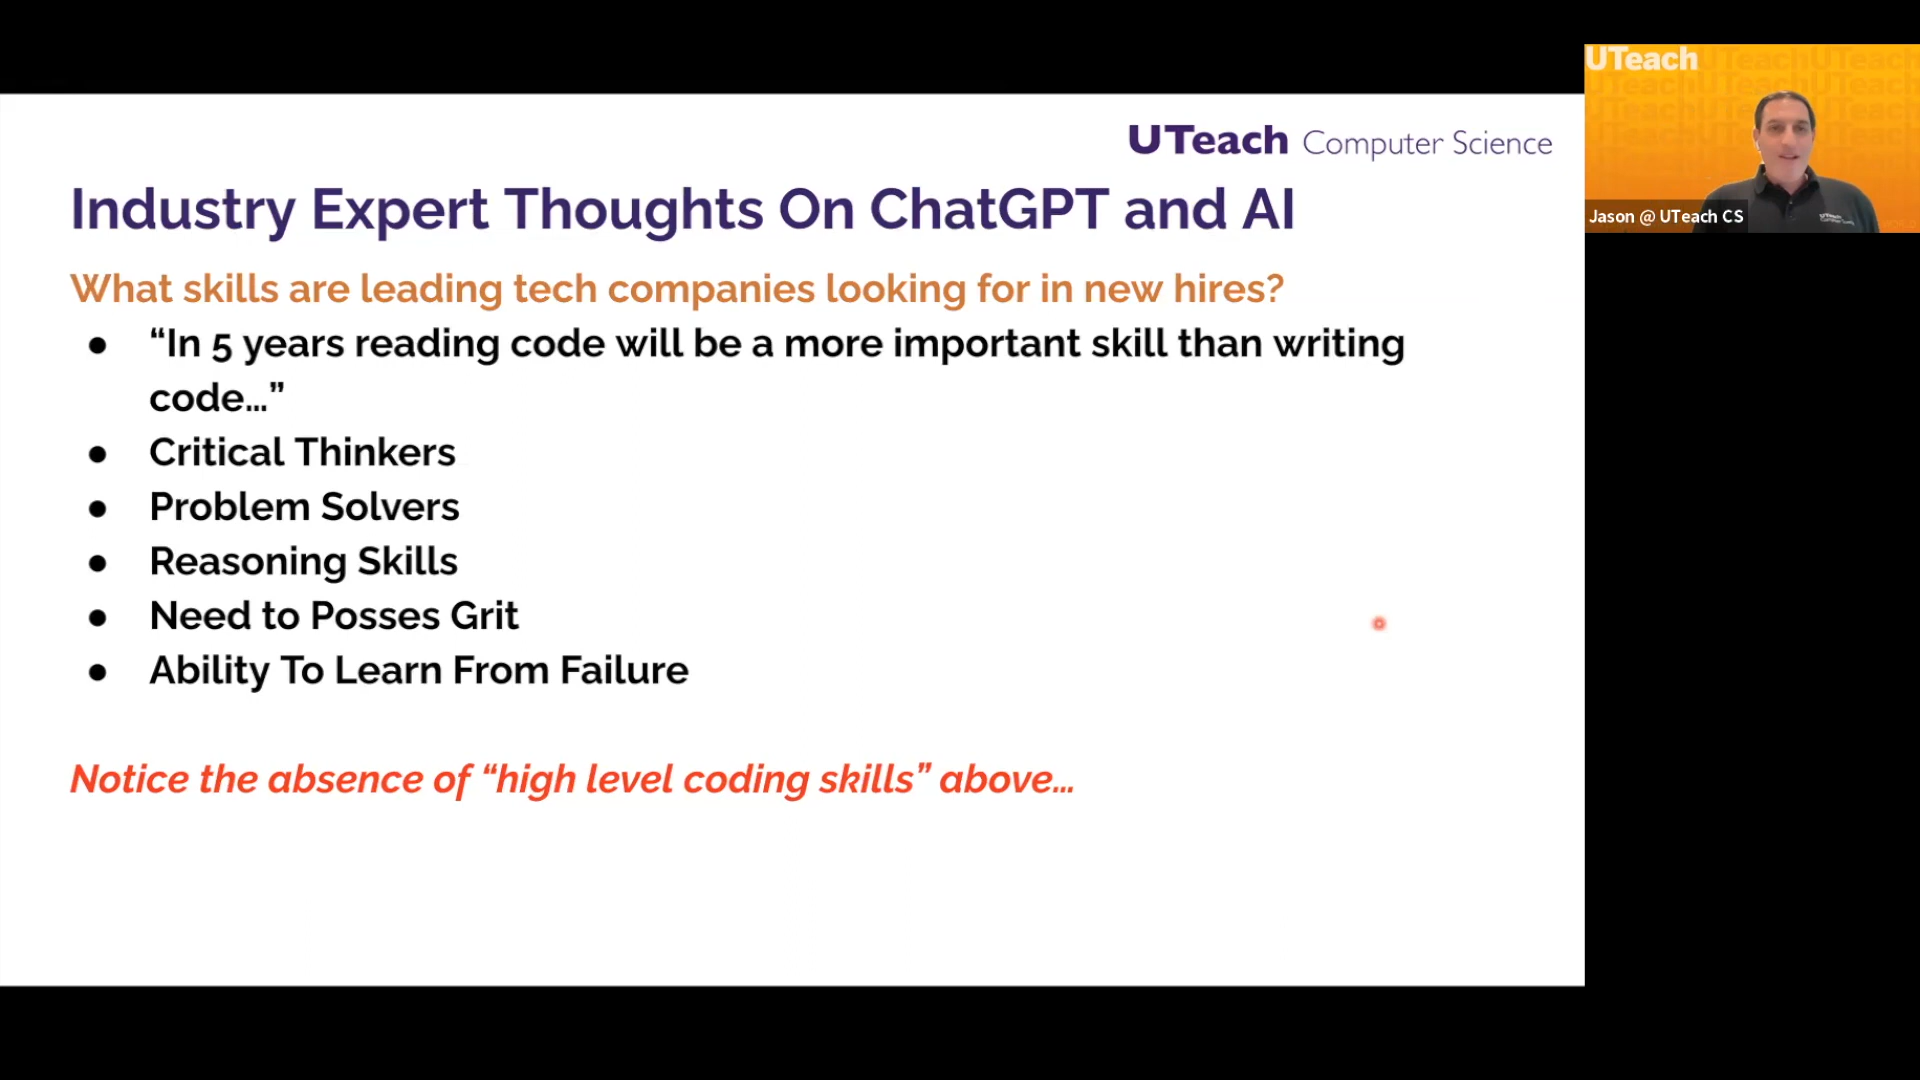 UTeach
UTeach Computer Science
Jason @ UTeach CS
Industry Expert Thoughts On ChatGPT and AI
What skills are leading tech companies looking for in new hires?
● “In 5 years reading code will be a more important skill than writing
code...”
● Critical Thinkers
● Problem Solvers
● Reasoning Skills
● Need to Posses Grit
● Ability To Learn From Failure
Notice the absence of “high level coding skills” above...